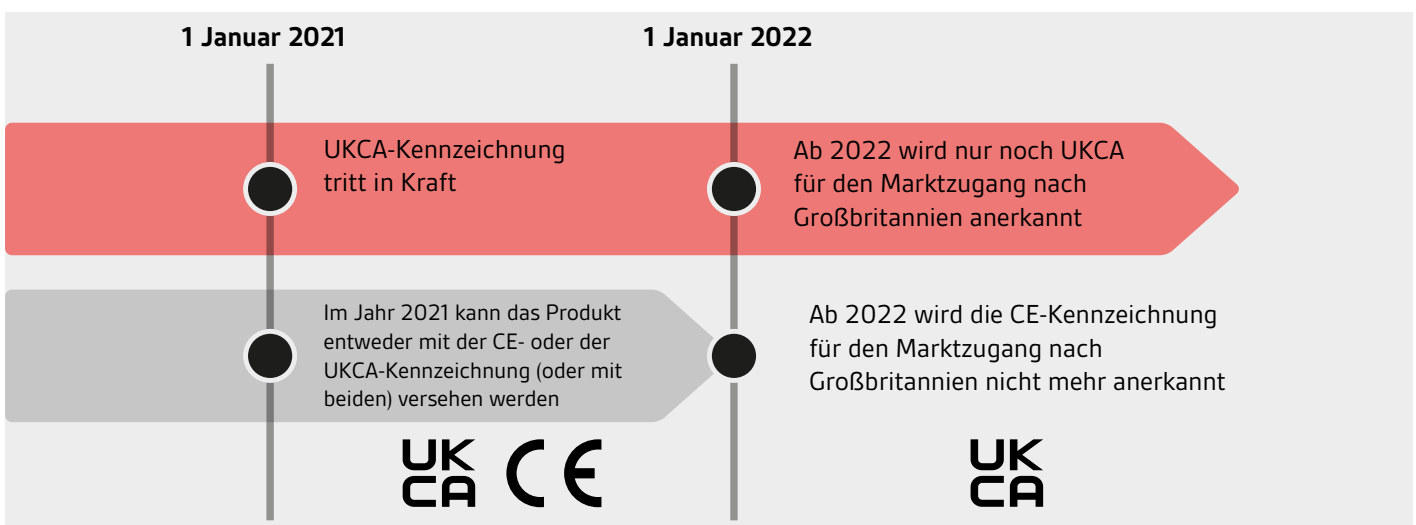 1 Januar 2021
1 Januar 2022
UKCA-Kennzeichnung
tritt in Kraft
Ab 2022 wird nur noch UKCA
für den Marktzugang nach
Großbritannien anerkannt
Im Jahr 2021 kann das Produkt
entweder mit der CE- oder der
UKCA-Kennzeichnung (oder mit
beiden) versehen werden
Ab 2022 wird die CE-Kennzeichnung
für den Marktzugang nach
Großbritannien nicht mehr anerkannt
UK
CA
CE
UK
CA